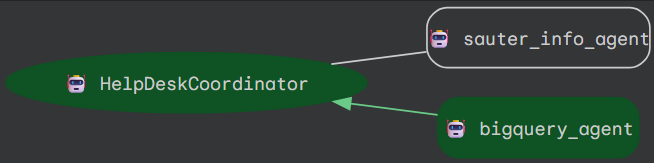 sauter_info_agent
HelpDeskCoordinator
bigquery_agent